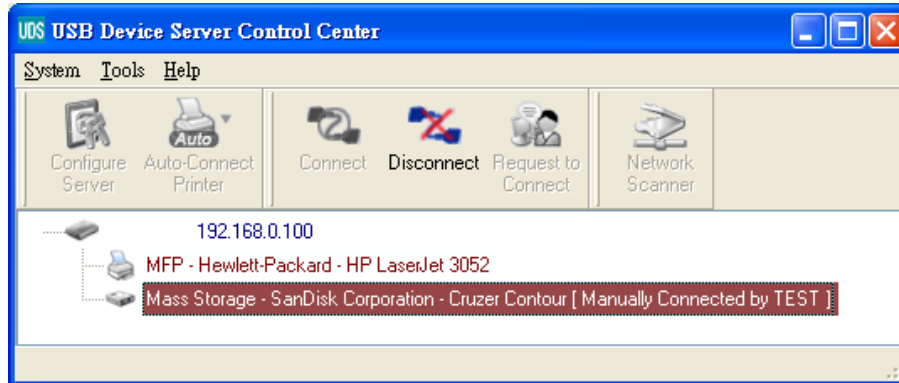 UDS USB Device Server Control Center
System Tools Help
Auto
Configure Server
Auto-Connect Printer
Connect
Disconnect
Request to Connect
Network Scanner
192.168.0.100
MFP - Hewlett-Packard - HP LaserJet 3052
Mass Storage - SanDisk Corporation - Cruzer Contour [ Manually Connected by TEST ]